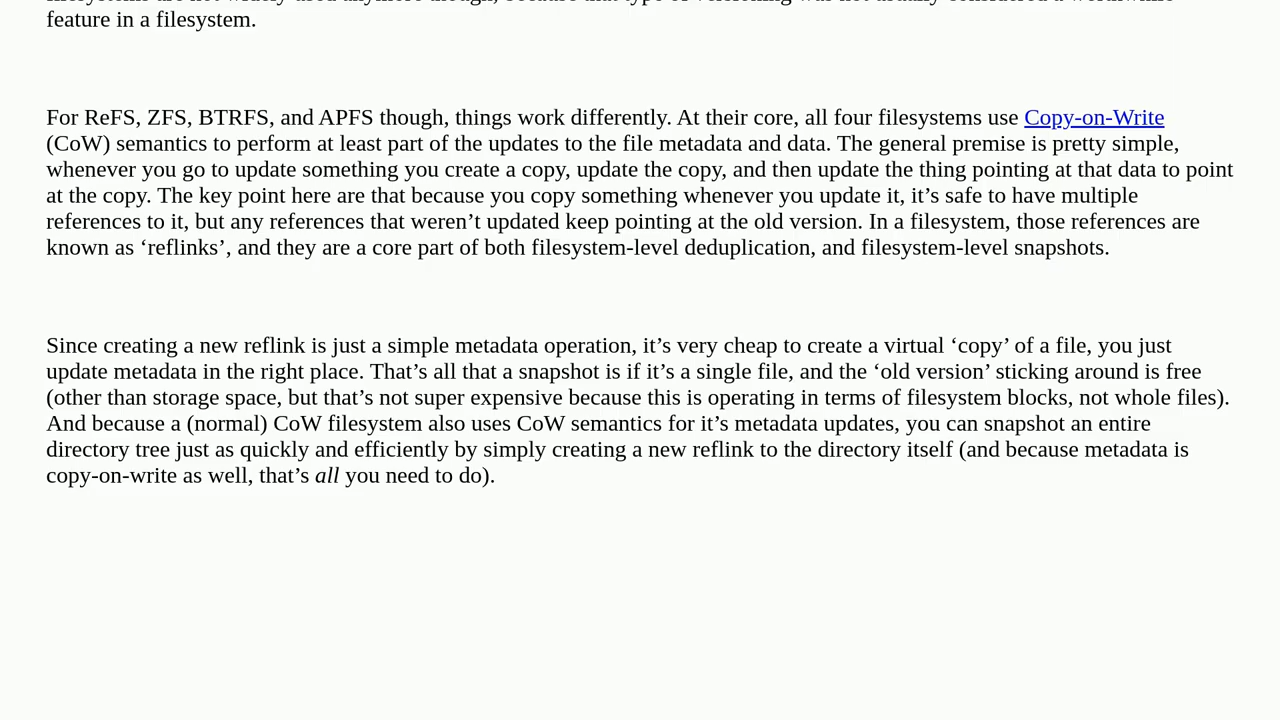 feature in a filesystem.
For ReFS, ZFS, BTRFS, and APFS though, things work differently. At their core, all four filesystems use Copy-on-Write
(CoW) semantics to perform at least part of the updates to the file metadata and data. The general premise is pretty simple,
whenever you go to update something you create a copy, update the copy, and then update the thing pointing at that data to point
at the copy. The key point here are that because you copy something whenever you update it, it’s safe to have multiple
references to it, but any references that weren’t updated keep pointing at the old version. In a filesystem, those references are
known as ‘reflinks’, and they are a core part of both filesystem-level deduplication, and filesystem-level snapshots.
Since creating a new reflink is just a simple metadata operation, it’s very cheap to create a virtual ‘copy’ of a file, you just
update metadata in the right place. That’s all that a snapshot is if it’s a single file, and the ‘old version’ sticking around is free
(other than storage space, but that’s not super expensive because this is operating in terms of filesystem blocks, not whole files).
And because a (normal) CoW filesystem also uses CoW semantics for it’s metadata updates, you can snapshot an entire
directory tree just as quickly and efficiently by simply creating a new reflink to the directory itself (and because metadata is
copy-on-write as well, that’s all you need to do).